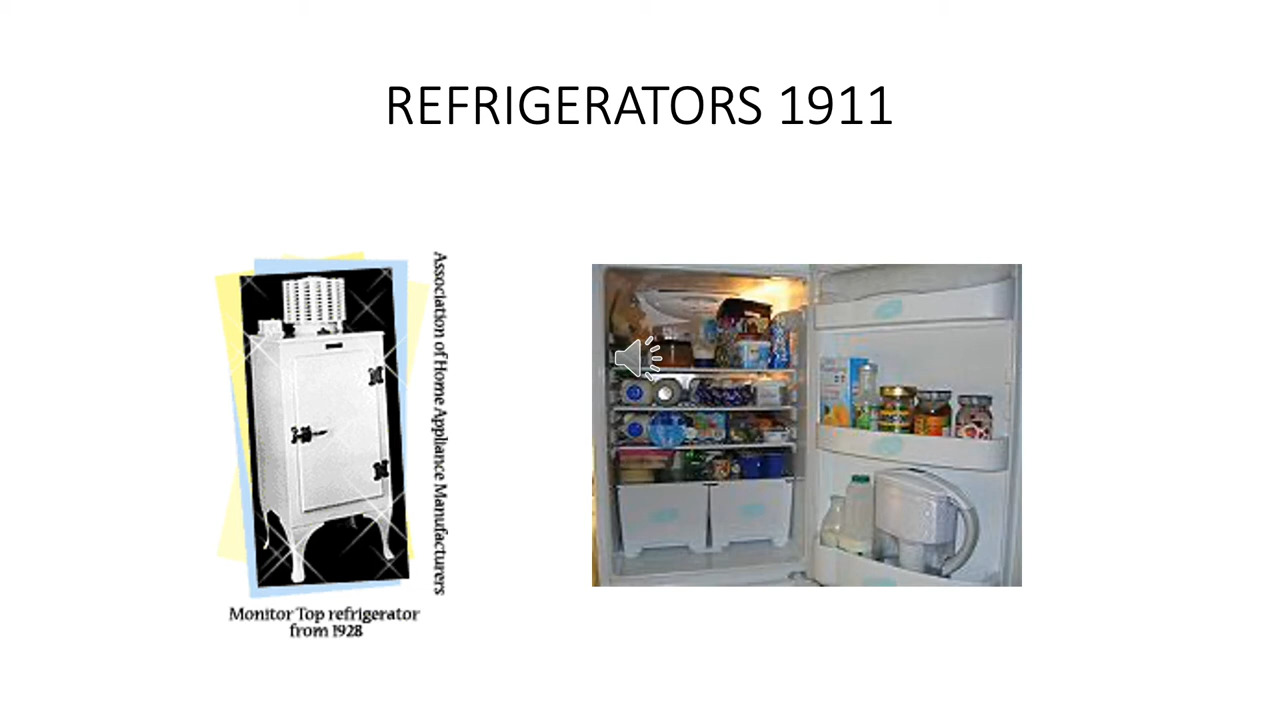 REFRIGERATORS 1911
Association of Home Appliance Manufacturers
Monitor Top refrigerator
from 1928